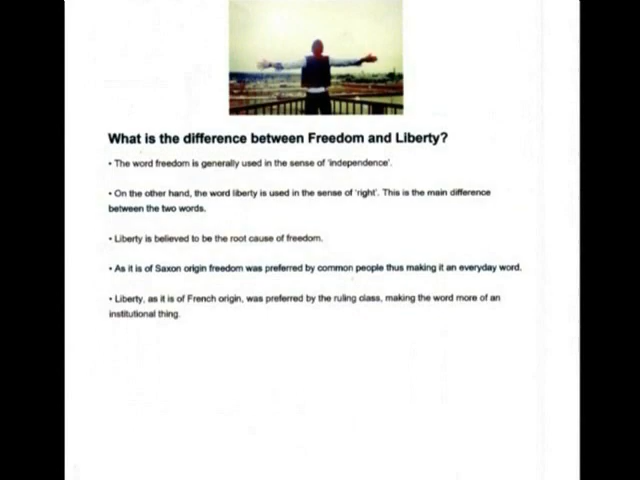 What is the difference between Freedom and Liberty?
• The word freedom is generally used in the sense of 'independence'.
• On the other hand, the word liberty is used in the sense of 'right'. This is the main difference
between the two words.
• Liberty is believed to be the root cause of freedom.
• As it is of Saxon origin freedom was preferred by common people thus making it an everyday word.
• Liberty, as it is of French origin, was preferred by the ruling class, making the word more of an
institutional thing.